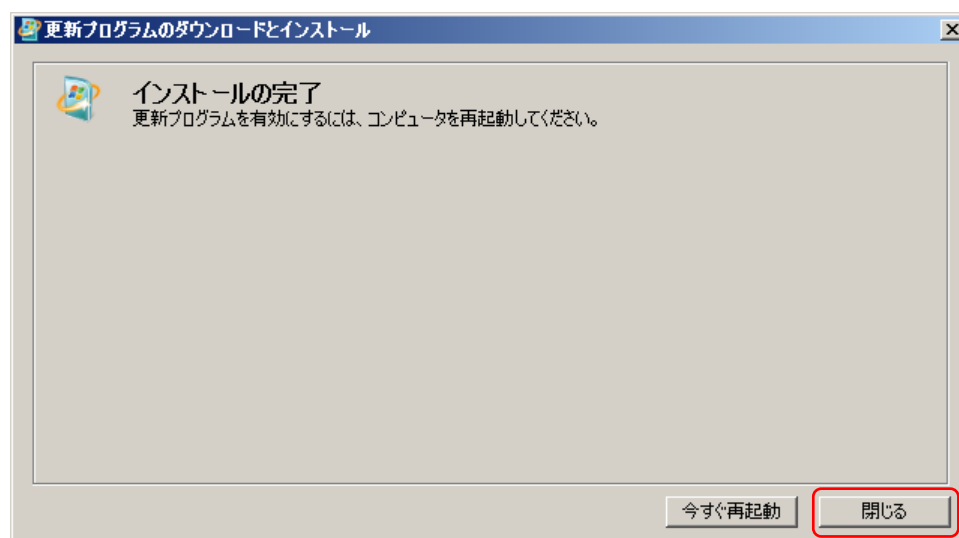 更新プログラムのダウンロードとインストール
インストールの完了
更新プログラムを有効にするには、コンピュータを再起動してください。
今すぐ再起動
閉じる